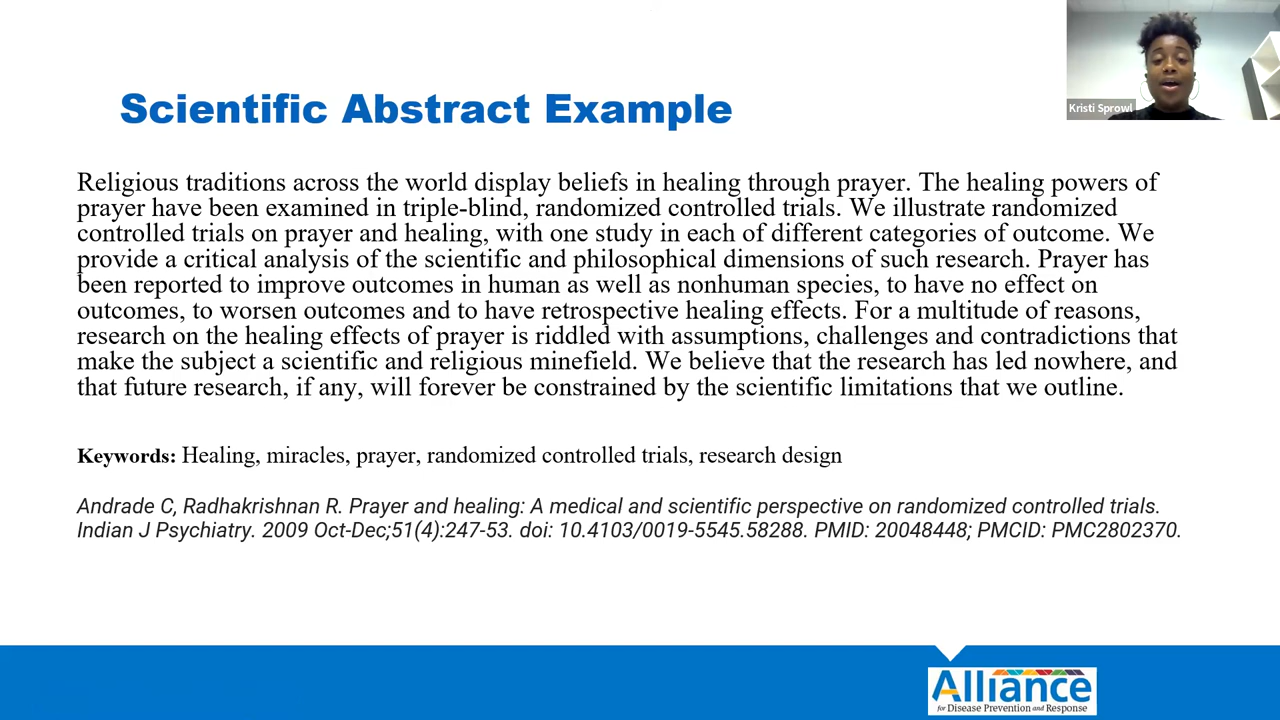 Kristi Sprowl
Scientific Abstract Example
Religious traditions across the world display beliefs in healing through prayer. The healing powers of
prayer have been examined in triple-blind, randomized controlled trials. We illustrate randomized
controlled trials on prayer and healing, with one study in each of different categories of outcome. We
provide a critical analysis of the scientific and philosophical dimensions of such research. Prayer has
been reported to improve outcomes in human as well as nonhuman species, to have no effect on
outcomes, to worsen outcomes and to have retrospective healing effects. For a multitude of reasons,
research on the healing effects of prayer is riddled with assumptions, challenges and contradictions that
make the subject a scientific and religious minefield. We believe that the research has led nowhere, and
that future research, if any, will forever be constrained by the scientific limitations that we outline.
Keywords: Healing, miracles, prayer, randomized controlled trials, research design
Andrade C, Radhakrishnan R. Prayer and healing: A medical and scientific perspective on randomized controlled trials.
Indian J Psychiatry. 2009 Oct-Dec;51(4):247-53. doi: 10.4103/0019-5545.58288. PMID: 20048448; PMCID: PMC2802370.
Alliance
for Disease Prevention and Response